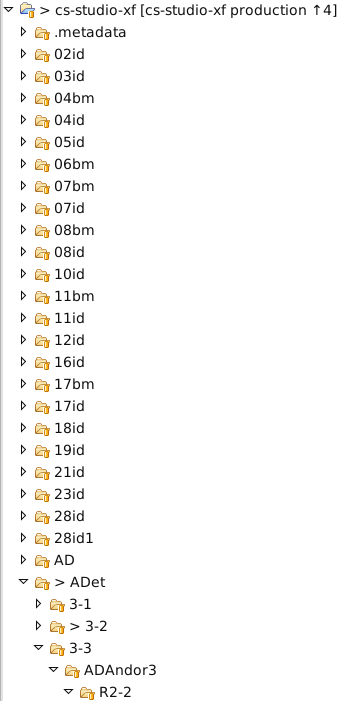 > cs-studio-xf [cs-studio-xf production ↑4]
.metadata
02id
03id
04bm
04id
05id
06bm
07bm
07id
08bm
08id
10id
11bm
11id
12id
16id
17bm
17id
18id
19id
21id
23id
28id
28id1
AD
> ADet
3-1
> 3-2
3-3
ADAndor3
R2-2